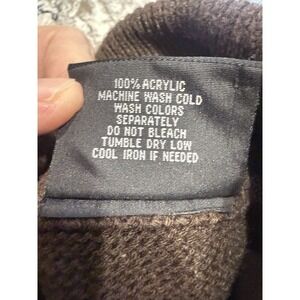 100% ACRYLIC
MACHINE WASH COLD
WASH COLORS
SEPARATELY
DO NOT BLEACH
TUMBLE DRY LOW
COOL IRON IF NEEDED